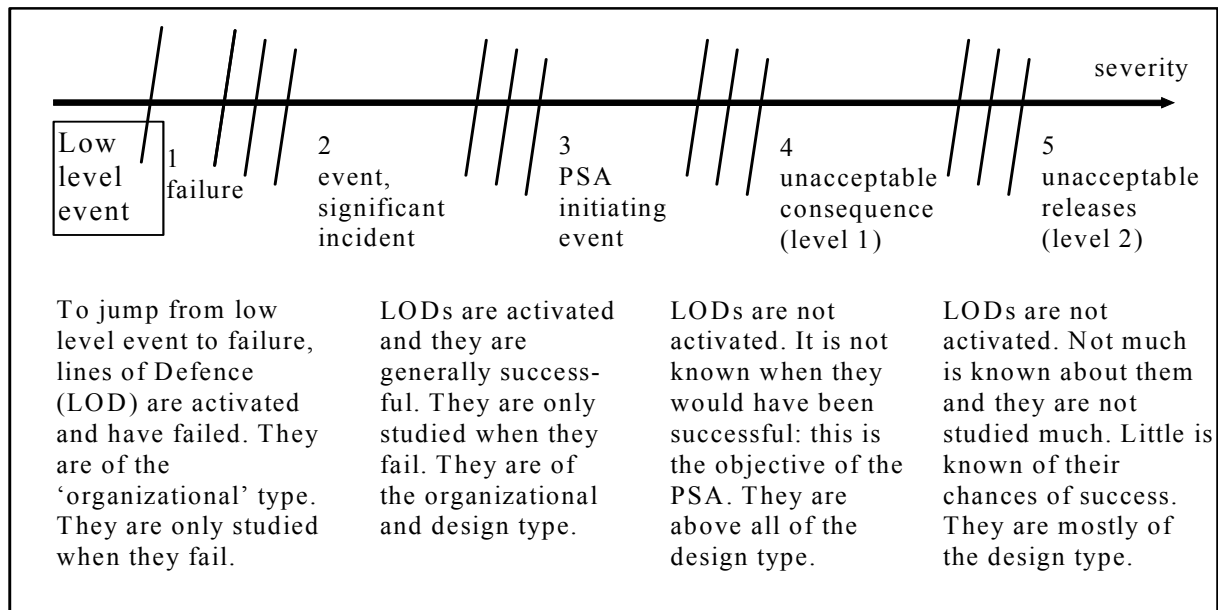 severity
Low
level
event
1
failure
2
event,
significant
incident
3
PSA
initiating
event
4
unacceptable
consequence
(level 1)
5
unacceptable
releases
(level 2)
To jump from low
level event to failure,
lines of Defence
(LOD) are activated
and have failed. They
are of the
‘organizational’ type.
They are only studied
when they fail.
LODs are activated
and they are
generally success-
ful. They are only
studied when they
fail. They are of
the organizational
and design type.
LODs are not
activated. It is not
known when they
would have been
successful: this is
the objective of the
PSA. They are
above all of the
design type.
LODs are not
activated. Not much
is known about them
and they are not
studied much. Little is
known of their
chances of success.
They are mostly of
the design type.